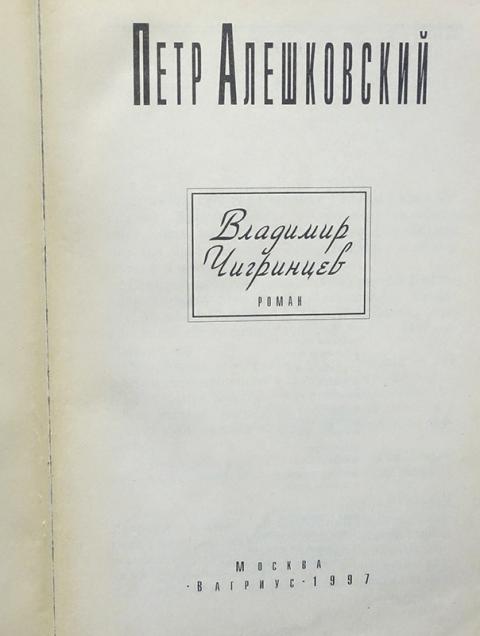 Петр Алешковский
Владимир
Чигринцев
РОМАН
Москва
·Вагриус·1997